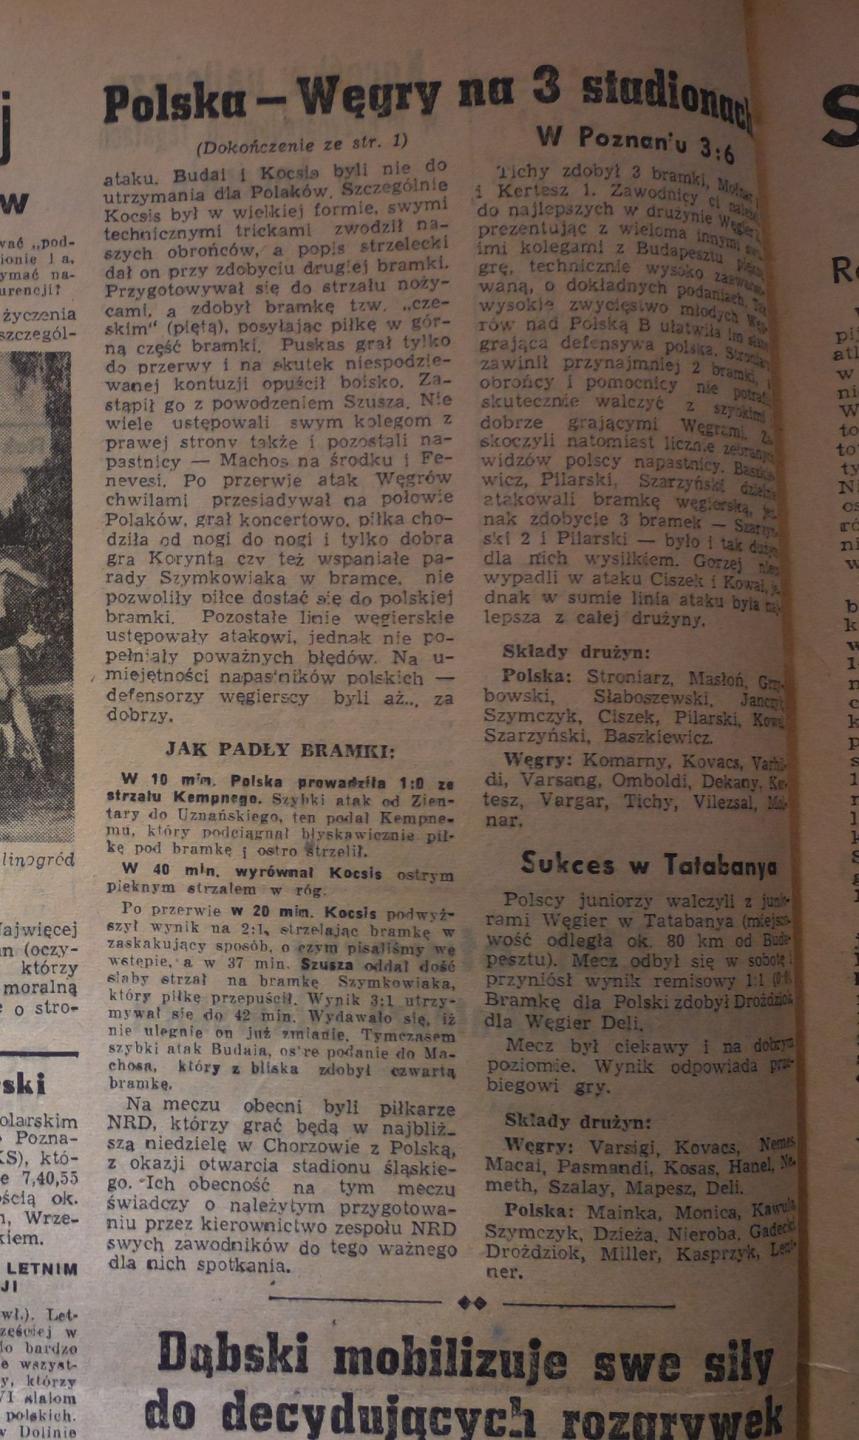 Polska — Węgry na 3 stadionach
(Dokończenie ze str. 1)
ataku. Budai i Kocsis byli nie do
utrzymania dla Polaków. Szczególnie
Kocsis był w wielkiej formie, swymi
technicznymi trickami zwodził na-
szych obrońców, a popis strzelecki
dał on przy zdobyciu drugiej bramki.
Przygotowywał się do strzału noży-
cami, a zdobył bramkę tzw. „cze-
skim" (piętą), posyłając piłkę w gór-
ną część bramki. Puskas grał tylko
do przerwy i na skutek niespodzie-
wanej kontuzji opuścił boisko. Za-
stąpił go z powodzeniem Szusza. Nie
wiele ustępowali swym kolegom z
prawej strony także i pozostali na-
pastnicy — Machos na środku i Fe-
nevesi. Po przerwie atak Węgrów
chwilami przesiadywał na połowie
Polaków, grał koncertowo, piłka cho-
dziła od nogi do nogi i tylko dobra
gra Korynta czy też wspaniałe pa-
rady Szymkowiaka w bramce, nie
pozwoliły piłce dostać się do polskiej
bramki. Pozostałe linie węgierskie
ustępowały atakowi, jednak nie po-
pełniały poważnych błędów. Na u-
miejętności napastników polskich —
defensorzy węgierscy byli aż... za
dobrzy.
JAK PADŁY BRAMKI:
W 10 min. Polska prowadziła 1:0 ze
strzału Kempnego. Szybki atak od Zien-
tary do Uznańskiego, ten podał Kempne-
mu, który podciągnął błyskawicznie pił-
kę pod bramkę i ostro strzelił.
W 40 min. wyrównał Kocsis ostrym
pięknym strzałem w róg.
Po przerwie w 20 min. Kocsis podwyż-
szył wynik na 2:1, strzelając bramkę w
zaskakujący sposób, o czym pisaliśmy we
wstępie, a w 37 min. Szusza oddał dość
słaby strzał na bramkę Szymkowiaka,
który piłkę przepuścił. Wynik 3:1 utrzy-
mywał się do 42 min. Wydawało się, iż
nie ulegnie on już zmianie. Tymczasem
szybki atak Budaia, os're podanie do Ma-
chosa, który z bliska zdobył czwartą
bramkę.
Na meczu obecni byli piłkarze
NRD, którzy grać będą w najbliż-
szą niedzielę w Chorzowie z Polską,
z okazji otwarcia stadionu śląskie-
go. Ich obecność na tym meczu
świadczy o należytym przygotowa-
niu przez kierownictwo zespołu NRD
swych zawodników do tego ważnego
dla nich spotkania.
W Poznan'u 3:6
Tichy zdobył 3 bramki,
i Kertesz 1. Zawodnicy ci
do najlepszych w drużynie
prezentując z wieloma innymi
imi kolegami z Budapesztu
grę, technicznie wysoko
waną, o dokładnych podaniach.
wysokie zwycięstwo młodych
rów nad Polską B ułatwiła im
grająca defensywa polska.
zawinił przynajmniej 2 bramki,
obrońcy i pomocnicy nie
skutecznie walczyć z szybkimi
dobrze grającymi Węgrami.
skoczyli natomiast licznie
widzów polscy napastnicy.
wicz, Pilarski, Szarzyński
atakowali bramkę węgierską,
nak zdobycie 3 bramek —
ski 2 i Pilarski — było i tak
dla nich wysiłkiem. Gorzej
wypadli w ataku Ciszek i Kowal,
dnak w sumie linia ataku była
lepsza z całej drużyny.
Składy drużyn:
Polska: Stroniarz, Masłoń,
bowski, Słaboszewski,
Szymczyk, Ciszek, Pilarski,
Szarzyński, Baszkiewicz.
Węgry: Komarny, Kovacs,
di, Varsang, Omboldi, Dekany,
tesz, Vargar, Tichy, Vilezsal,
nar.
Sukces w Tatabanya
Polscy juniorzy walczyli z
rami Węgier w Tatabanya
wość odległa ok. 80 km od
pesztu). Mecz odbył się w sobotę i
przyniósł wynik remisowy 1:1
Bramkę dla Polski zdobył Drożdziok
dla Węgier Deli.
Mecz był ciekawy i na dobrym
poziomie. Wynik odpowiada
biegowi gry.
Składy drużyn:
Węgry: Varsigi, Kovacs,
Macai, Pasmandi, Kosas, Hanel,
meth, Szalay, Mapesz, Deli.
Polska: Mainka, Monica,
Szymczyk, Dzieża, Nieroba,
Drożdziok, Miller, Kasprzyk,
ner.
Dąbski mobilizuje swe siły
do decydujących rozgrywek